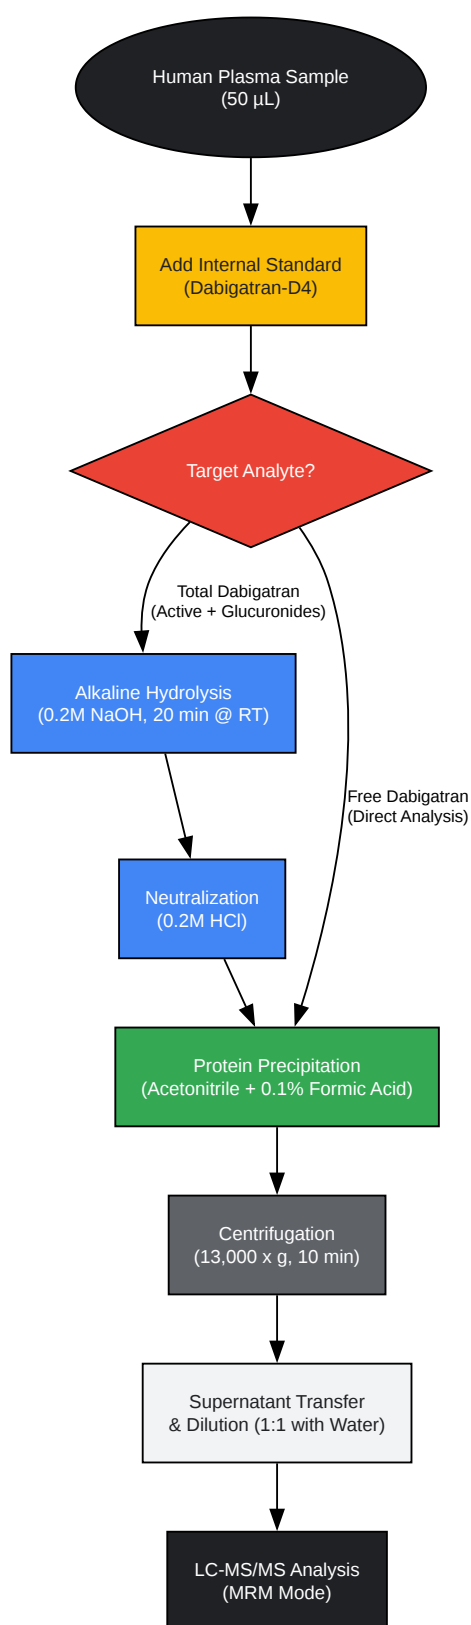 Human Plasma Sample
(50 µL)
Add Internal Standard
(Dabigatran-D4)
Target Analyte?
Total Dabigatran
(Active + Glucuronides)
Alkaline Hydrolysis
(0.2M NaOH, 20 min @ RT)
Free Dabigatran
(Direct Analysis)
Neutralization
(0.2M HCl)
Protein Precipitation
(Acetonitrile + 0.1% Formic Acid)
Centrifugation
(13,000 x g, 10 min)
Supernatant Transfer
& Dilution (1:1 with Water)
LC-MS/MS Analysis
(MRM Mode)